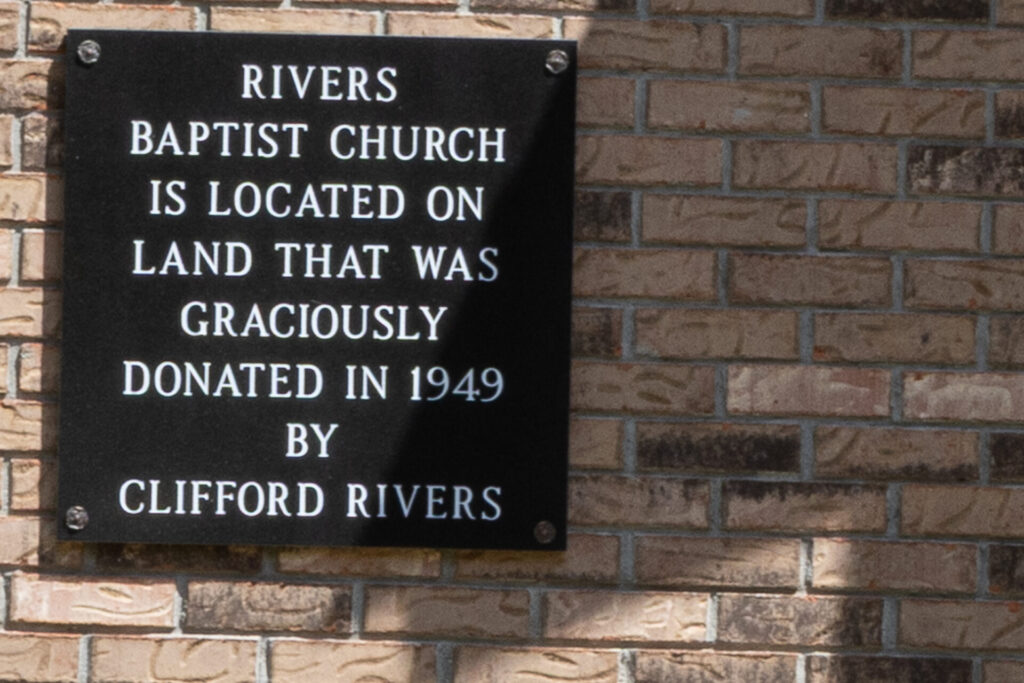 RIVERS
BAPTIST CHURCH
IS LOCATED ON
LAND THAT WAS
GRACIOUSLY
DONATED IN 1949
BY
CLIFFORD RIVERS